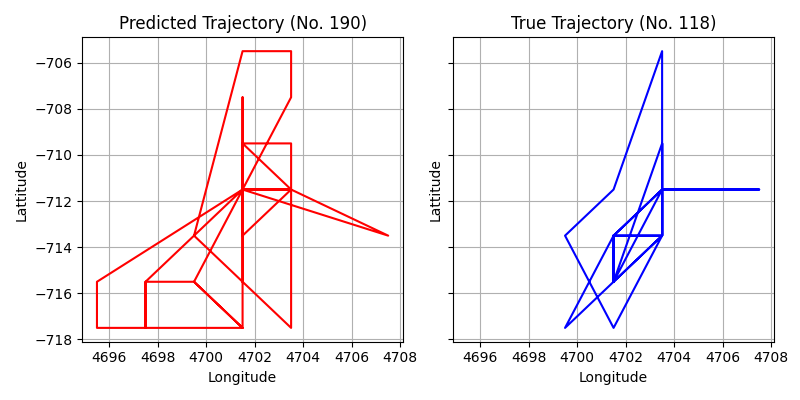 Predicted Trajectory (No. 190)
True Trajectory (No. 118)
Lattitude
−706
−708
−710
−712
−714
−716
−718
4696 4698 4700 4702 4704 4706 4708
Longitude
Lattitude
4696 4698 4700 4702 4704 4706 4708
Longitude